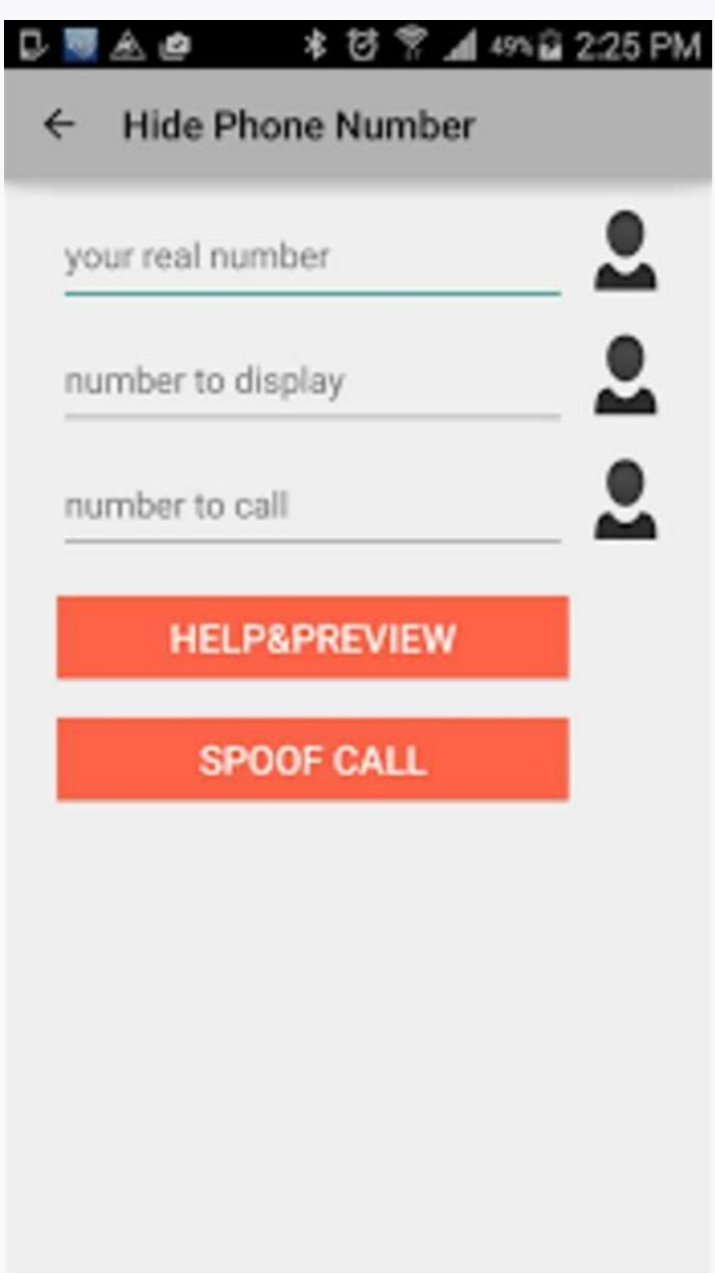 49% 2:25 PM
Hide Phone Number
your real number
number to display
number to call
HELP&PREVIEW
SPOOF CALL